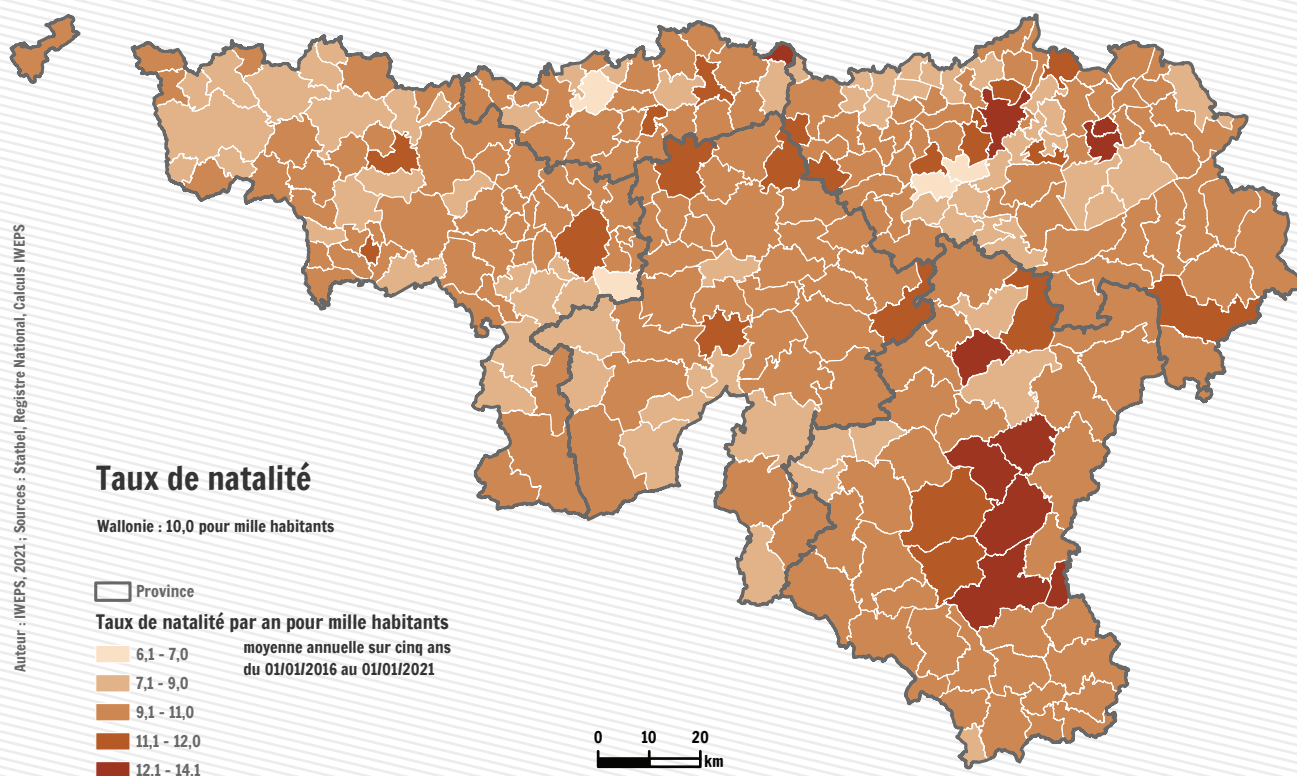 Auteur : IWEPS, 2021 ; Sources : Statbel, Registre National, Calculs IWEPS
Taux de natalité
Wallonie : 10,0 pour mille habitants
Province
Taux de natalité par an pour mille habitants
moyenne annuelle sur cinq ans
du 01/01/2016 au 01/01/2021
6,1 - 7,0
7,1 - 9,0
9,1 - 11,0
11,1 - 12,0
12,1 - 14,1
0 10 20
km